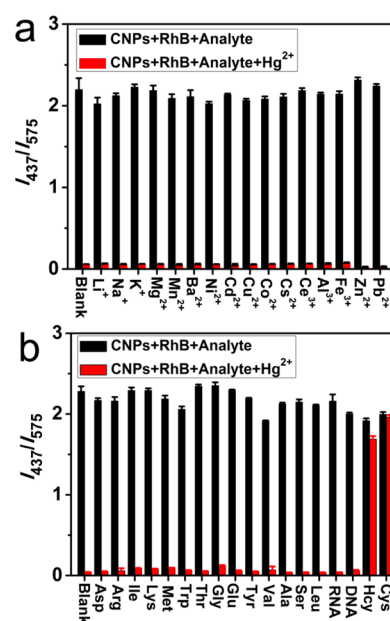 a
CNPs+RhB+Analyte
CNPs+RhB+Analyte+Hg²⁺
I₄₃₇/I₅₇₅
3
2
1
0
Blank
Li⁺
Na⁺
K⁺
Mg²⁺
Mn²⁺
Ba²⁺
Ni²⁺
Cd²⁺
Cu²⁺
Co²⁺
Cs²⁺
Ce³⁺
Al³⁺
Fe³⁺
Zn²⁺
Pb²⁺
b
CNPs+RhB+Analyte
CNPs+RhB+Analyte+Hg²⁺
I₄₃₇/I₅₇₅
3
2
1
0
Blank
Asp
Arg
Ile
Lys
Met
Trp
Thr
Gly
Glu
Tyr
Val
Ala
Ser
Leu
RNA
DNA
Hcy
Cys